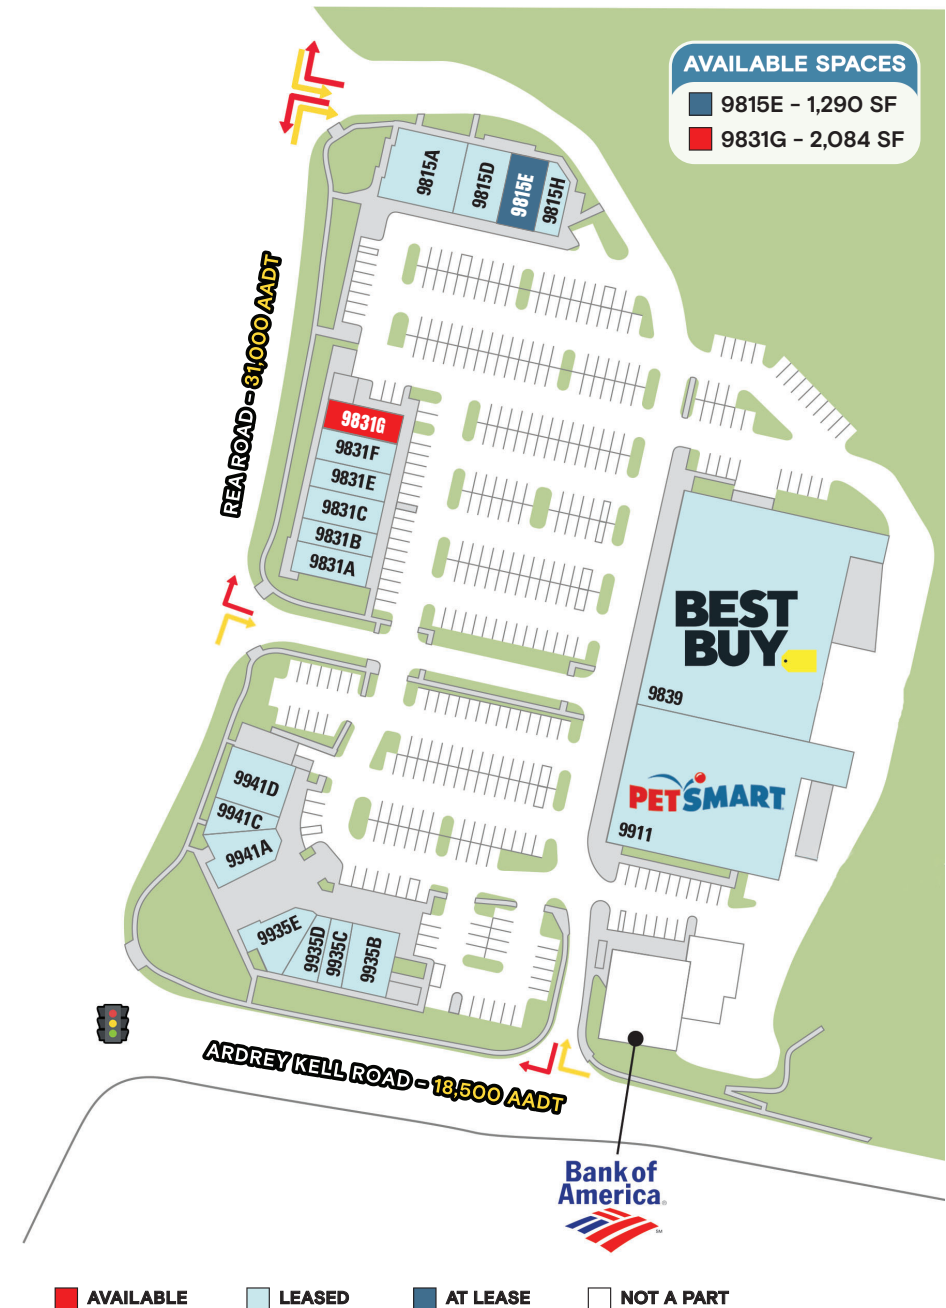 AVAILABLE SPACES
9815E - 1,290 SF
9831G - 2,084 SF
9815A
9815D
9815E
9815H
REA ROAD - 31,000 AADT
9831G
9831F
9831E
9831C
9831B
9831A
BEST
BUY
9839
PETSMART
9911
9941D
9941C
9941A
9935E
9935D
9935C
9935B
ARDREY KELL ROAD - 18,500 AADT
Bank of
America
AVAILABLE
LEASED
AT LEASE
NOT A PART